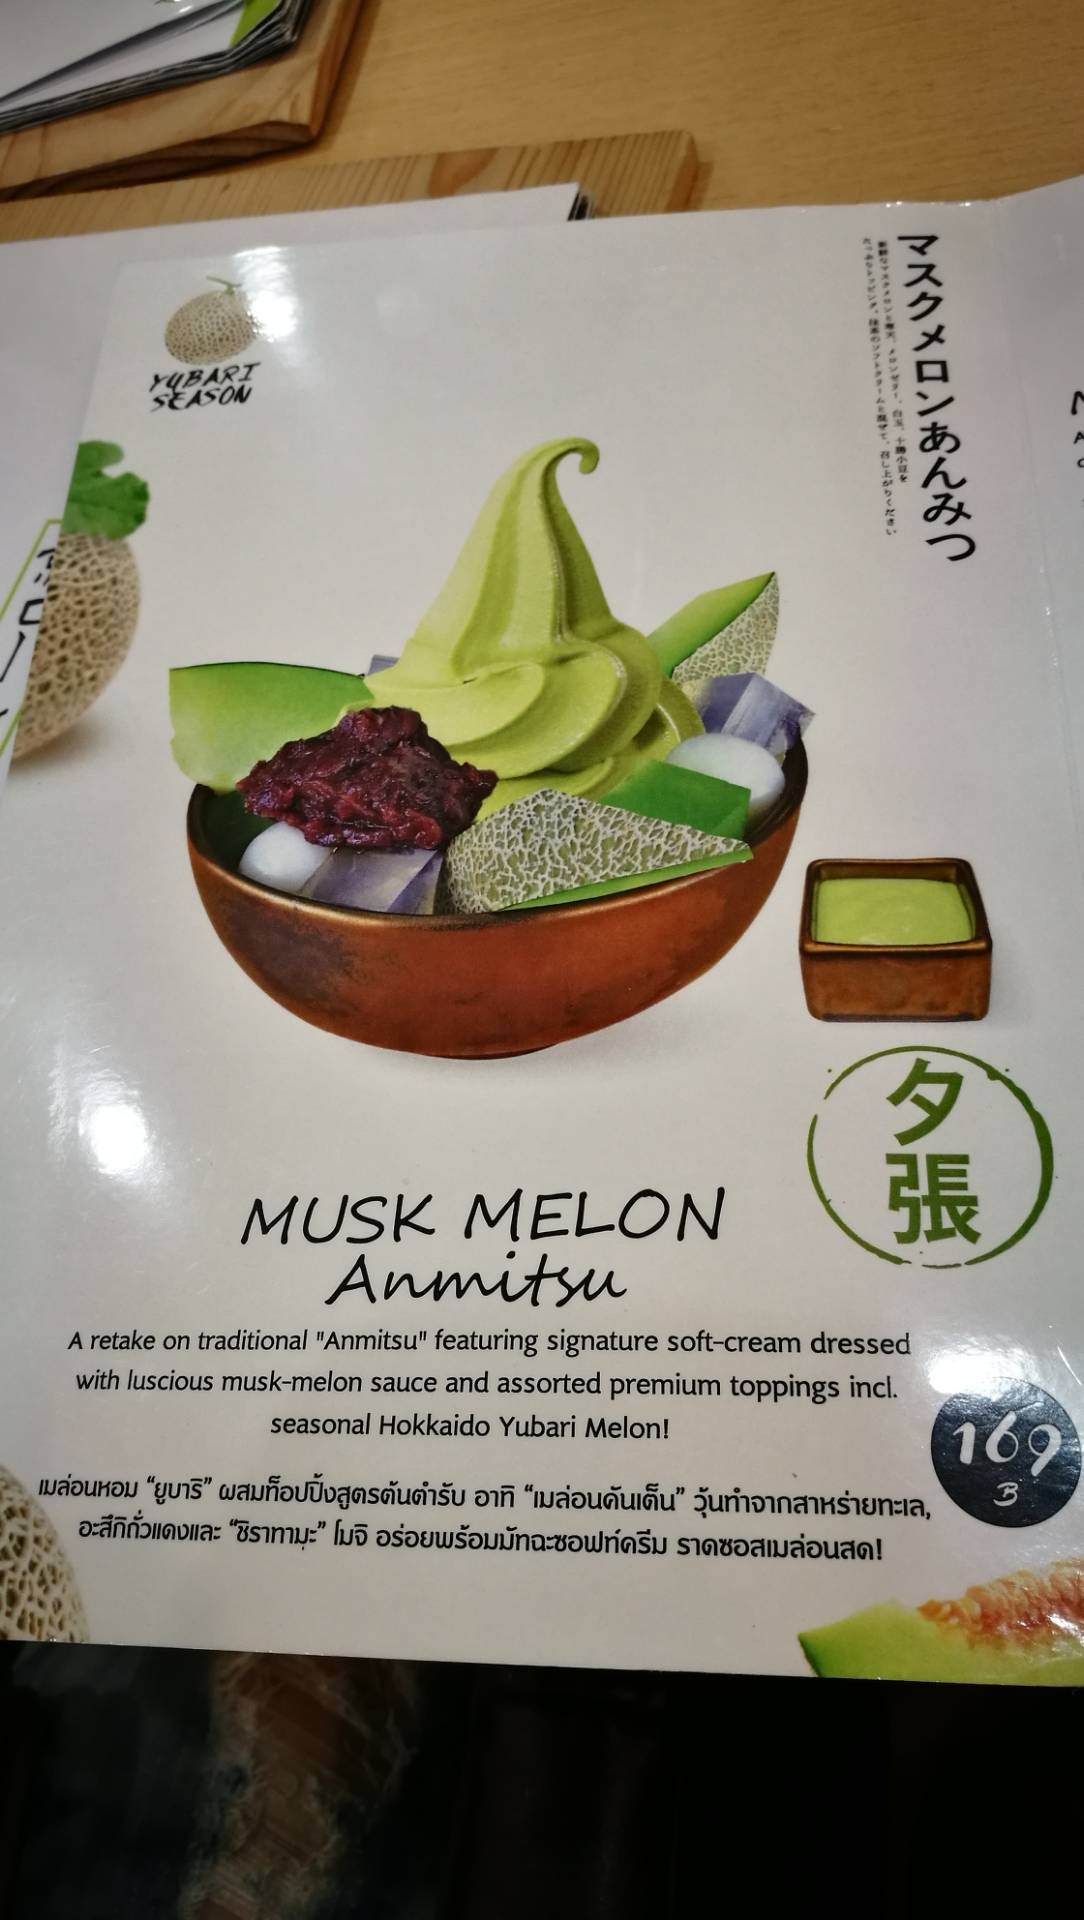 YUBARI
SEASON
マスクメロンあんみつ
夕
張
MUSK MELON
Anmitsu
A retake on traditional "Anmitsu" featuring signature soft-cream dressed
with luscious musk-melon sauce and assorted premium toppings incl.
seasonal Hokkaido Yubari Melon!
169
B
เมล่อนหอม “ยูบาริ” ผสมท็อปปิ้งสูตรต้นตำรับ อาทิ “เมล่อนคันเต็น” วุ้นทำจากสาหร่ายทะเล,
อะสึกิถั่วแดงและ “ชิราทามะ” โมจิ อร่อยพร้อมมัทฉะซอฟท์ครีม ราดซอสเมล่อนสด!